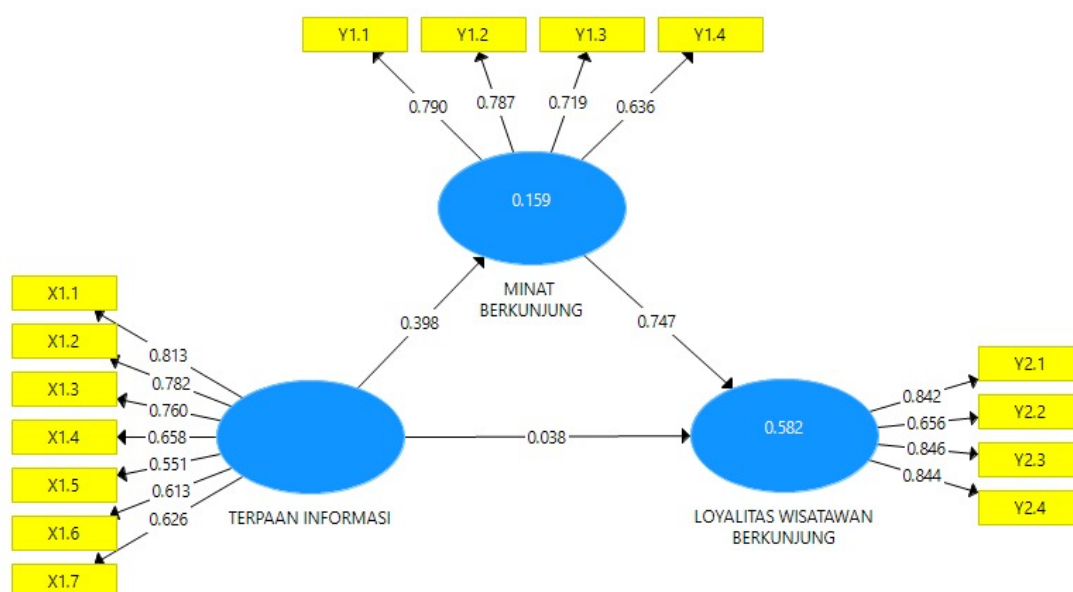 Y1.1
Y1.2
Y1.3
Y1.4
0.790
0.787
0.719
0.636
0.159
MINAT
BERKUNJUNG
0.398
0.747
X1.1
X1.2
X1.3
X1.4
X1.5
X1.6
X1.7
0.813
0.782
0.760
0.658
0.551
0.613
0.626
TERPAAN INFORMASI
0.038
0.582
LOYALITAS WISATAWAN
BERKUNJUNG
0.842
0.656
0.846
0.844
Y2.1
Y2.2
Y2.3
Y2.4